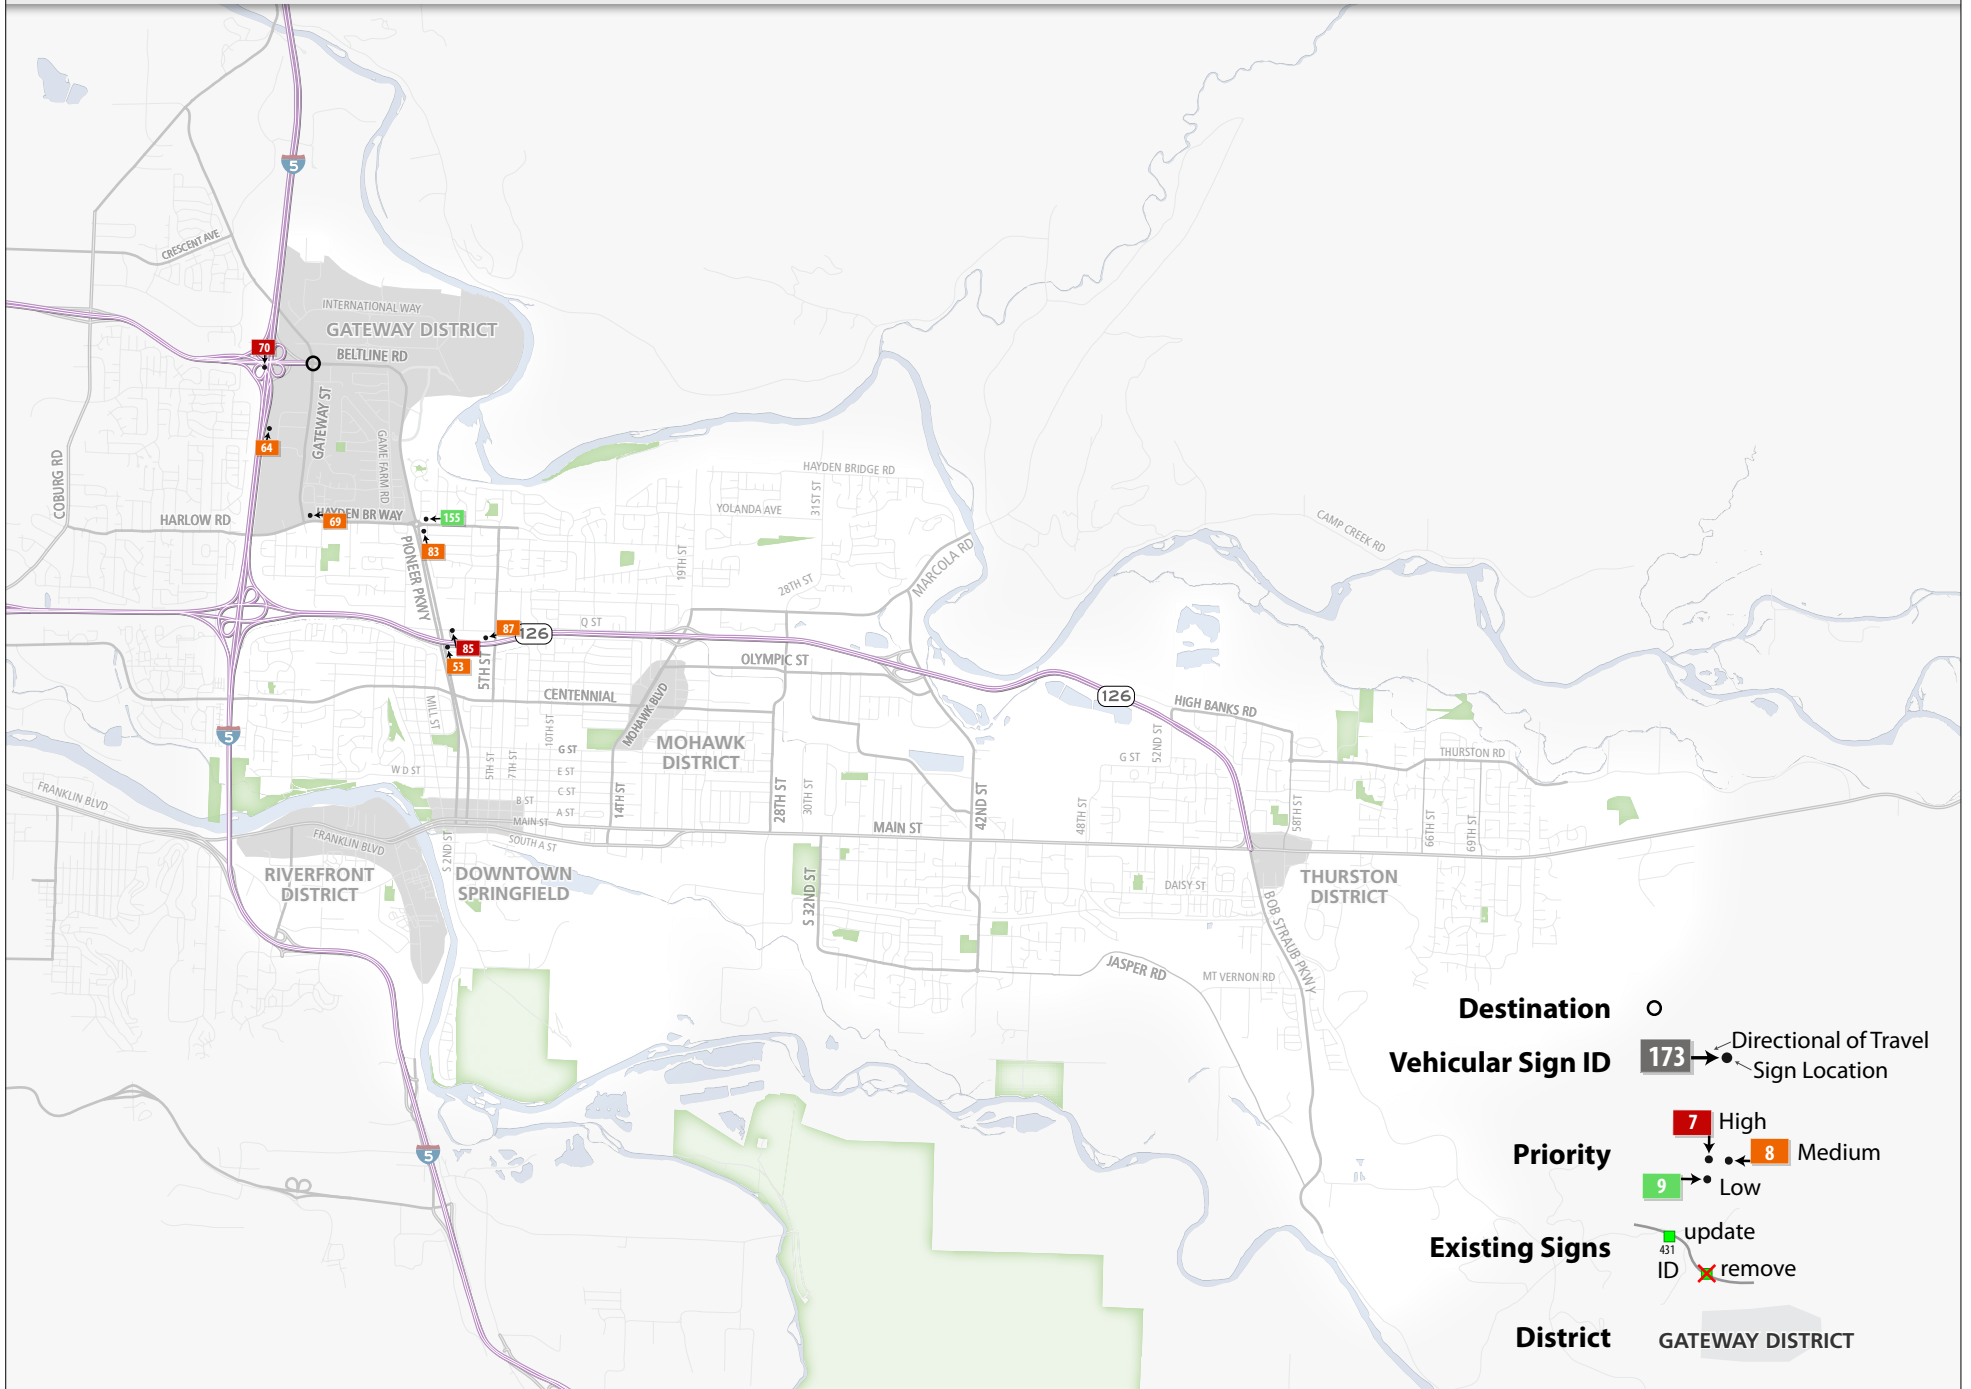 5
CRESCENT AVE
INTERNATIONAL WAY
GATEWAY DISTRICT
70
BELTLINE RD
GATEWAY ST
GAME FARM RD
64
COBURG RD
HARLOW RD
HAYDEN BR WAY
69
155
83
PIONEER PKWY
HAYDEN BRIDGE RD
YOLANDA AVE
31ST ST
19TH ST
28TH ST
MARCOLA RD
CAMP CREEK RD
87
126
85
53
5TH ST
Q ST
OLYMPIC ST
CENTENNIAL
MOHAWK BLVD
MOHAWK
DISTRICT
126
HIGH BANKS RD
52ND ST
G ST
THURSTON RD
5
MILL ST
10TH ST
G ST
5TH ST
7TH ST
W D ST
E ST
C ST
B ST
A ST
14TH ST
28TH ST
30TH ST
42ND ST
48TH ST
58TH ST
66TH ST
69TH ST
FRANKLIN BLVD
FRANKLIN BLVD
MAIN ST
SOUTH A ST
S 2ND ST
MAIN ST
RIVERFRONT
DISTRICT
DOWNTOWN
SPRINGFIELD
S 32ND ST
DAISY ST
THURSTON
DISTRICT
BOB STRAUB PKWY
JASPER RD
MT VERNON RD
5
Destination
Vehicular Sign ID
173
Directional of Travel
Sign Location
Priority
7 High
8 Medium
9 Low
Existing Signs
update
431
ID
remove
District
GATEWAY DISTRICT